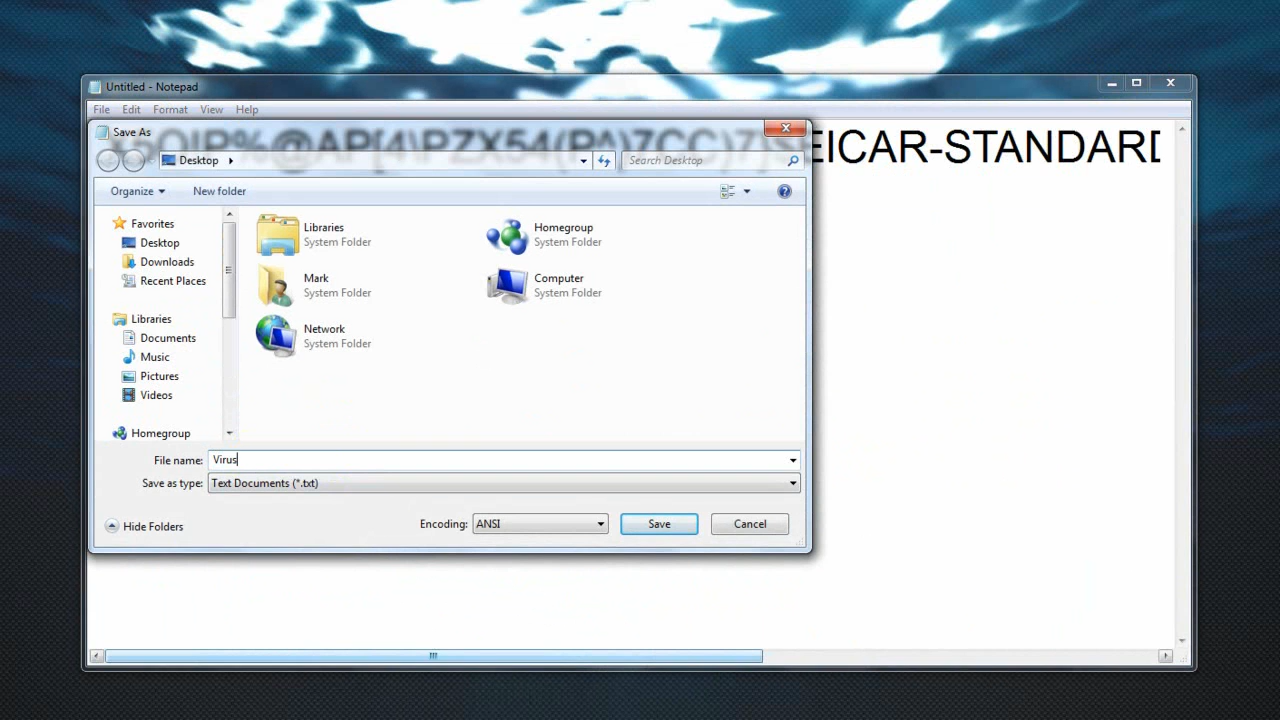 Untitled - Notepad
File Edit Format View Help
EICAR-STANDARD
Save As
Desktop
Search Desktop
Organize New folder
Favorites
Desktop
Downloads
Recent Places
Libraries
Documents
Music
Pictures
Videos
Homegroup
Libraries
System Folder
Homegroup
System Folder
Mark
System Folder
Computer
System Folder
Network
System Folder
File name: Virus
Save as type: Text Documents (*.txt)
Hide Folders
Encoding: ANSI
Save Cancel